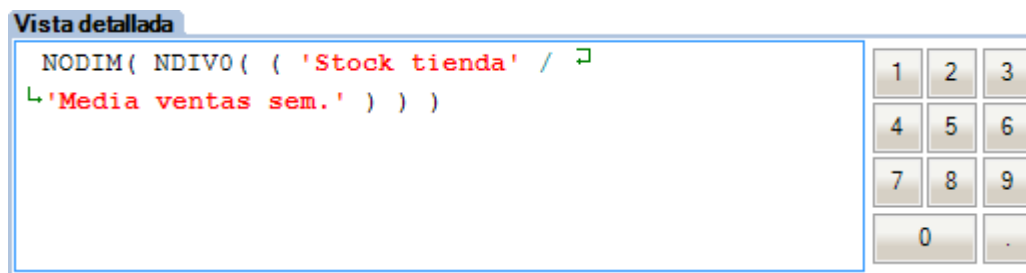 Vista detallada
NODIM( NDIV0( ( 'Stock tienda' /
'Media ventas sem.' ) ) )
1 2 3
4 5 6
7 8 9
0 .